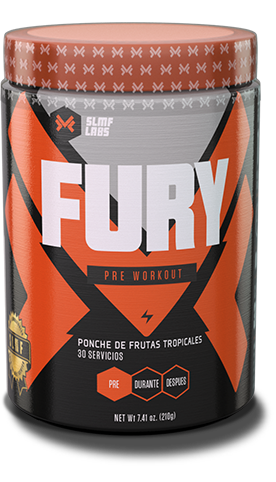 SLMF
LABS
FURY
PRE WORKOUT
PONCHE DE FRUTAS TROPICALES
30 SERVICIOS
PRE DURANTE DESPUES
NET Wt 7.41 oz. (210g)